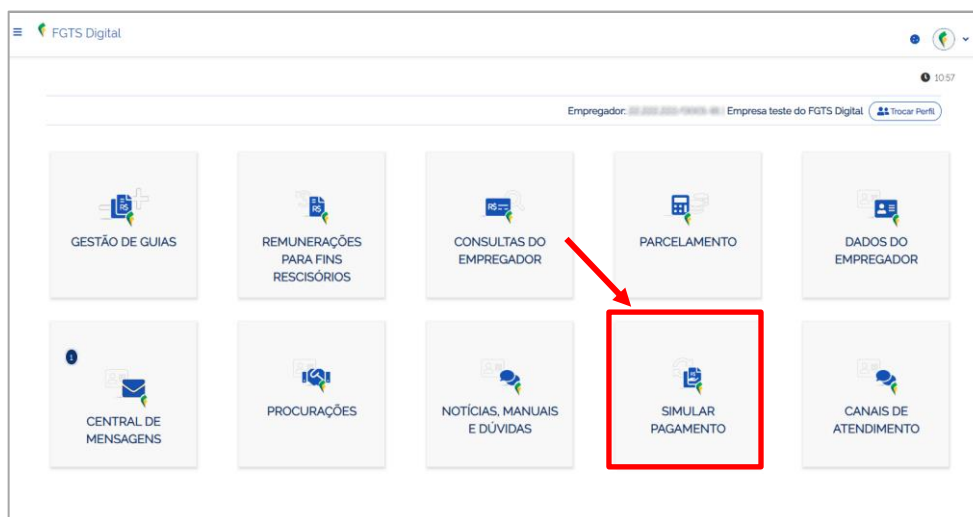 FGTS Digital
10:57
Empregador: Empresa teste do FGTS Digital Trocar Perfil
GESTÃO DE GUIAS
REMUNERAÇÕES
PARA FINS
RESCISÓRIOS
CONSULTAS DO
EMPREGADOR
PARCELAMENTO
DADOS DO
EMPREGADOR
1
CENTRAL DE
MENSAGENS
PROCURAÇÕES
NOTÍCIAS, MANUAIS
E DÚVIDAS
SIMULAR
PAGAMENTO
CANAIS DE
ATENDIMENTO